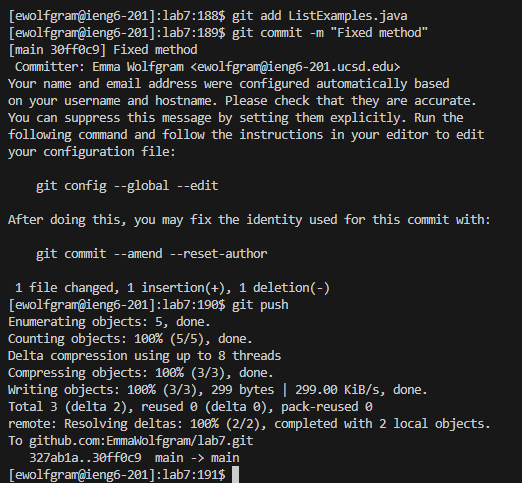 [ewolfgram@ieng6-201]:lab7:188$ git add ListExamples.java
[ewolfgram@ieng6-201]:lab7:189$ git commit -m "Fixed method"
[main 30ff0c9] Fixed method
 Committer: Emma Wolfgram <ewolfgram@ieng6-201.ucsd.edu>
Your name and email address were configured automatically based
on your username and hostname. Please check that they are accurate.
You can suppress this message by setting them explicitly. Run the
following command and follow the instructions in your editor to edit
your configuration file:

    git config --global --edit

After doing this, you may fix the identity used for this commit with:

    git commit --amend --reset-author

 1 file changed, 1 insertion(+), 1 deletion(-)
[ewolfgram@ieng6-201]:lab7:190$ git push
Enumerating objects: 5, done.
Counting objects: 100% (5/5), done.
Delta compression using up to 8 threads
Compressing objects: 100% (3/3), done.
Writing objects: 100% (3/3), 299 bytes | 299.00 KiB/s, done.
Total 3 (delta 2), reused 0 (delta 0), pack-reused 0
remote: Resolving deltas: 100% (2/2), completed with 2 local objects.
To github.com:EmmaWolfgram/lab7.git
   327ab1a..30ff0c9  main -> main
[ewolfgram@ieng6-201]:lab7:191$